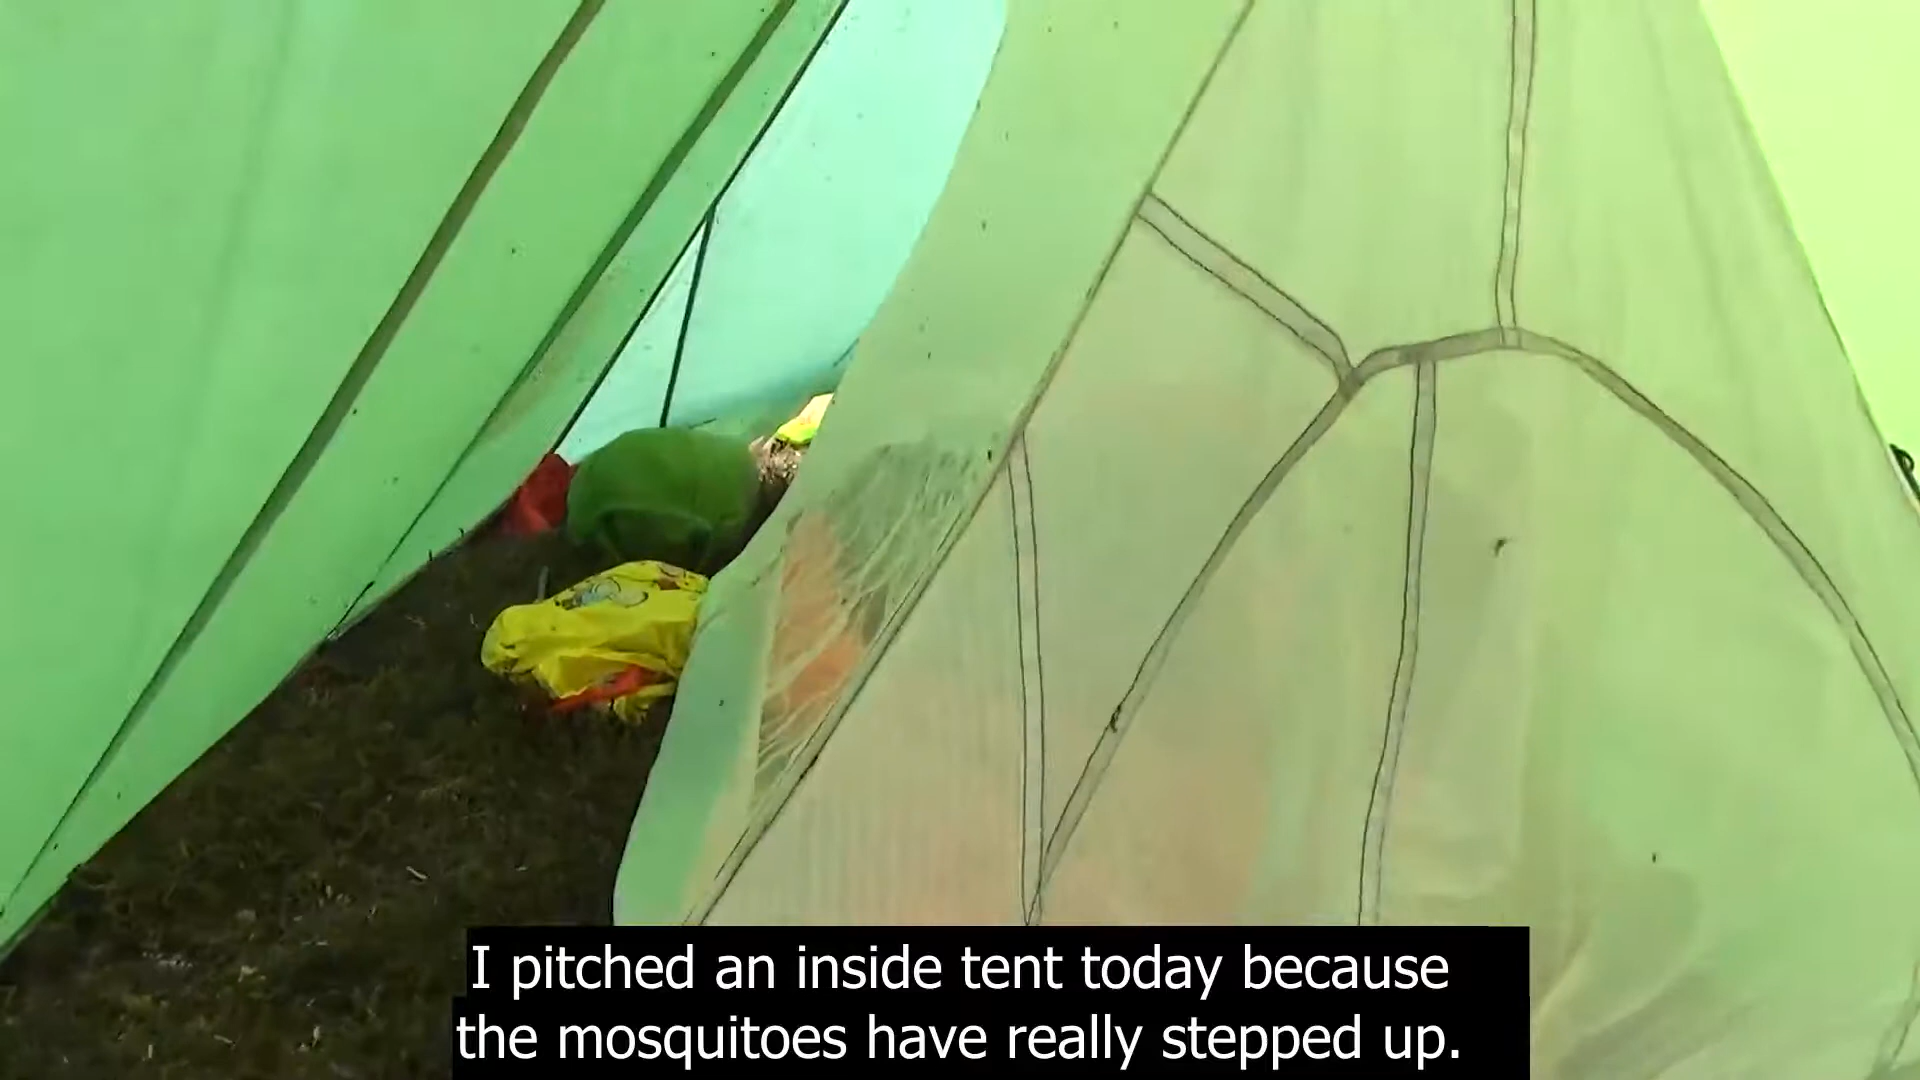 I pitched an inside tent today because
the mosquitoes have really stepped up.